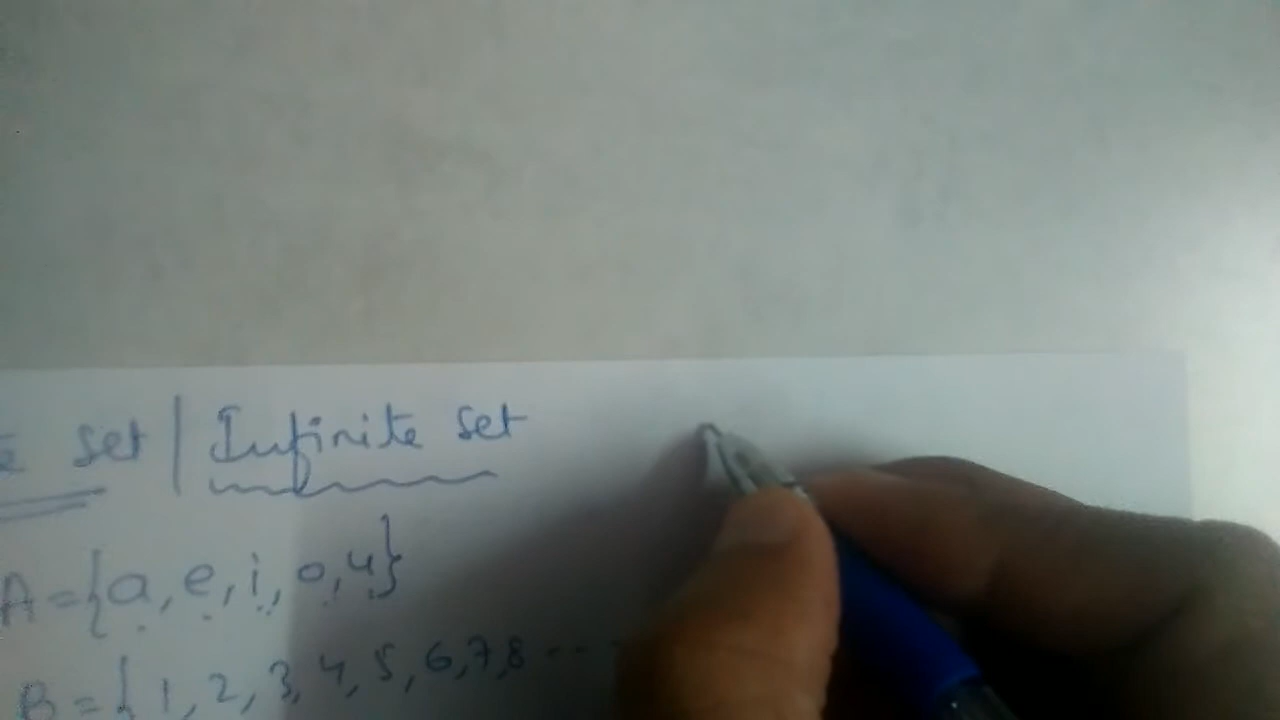 set | Infinite set
A={a, e, i, o, u}
B={1, 2, 3, 4, 5, 6, 7, 8 - - -